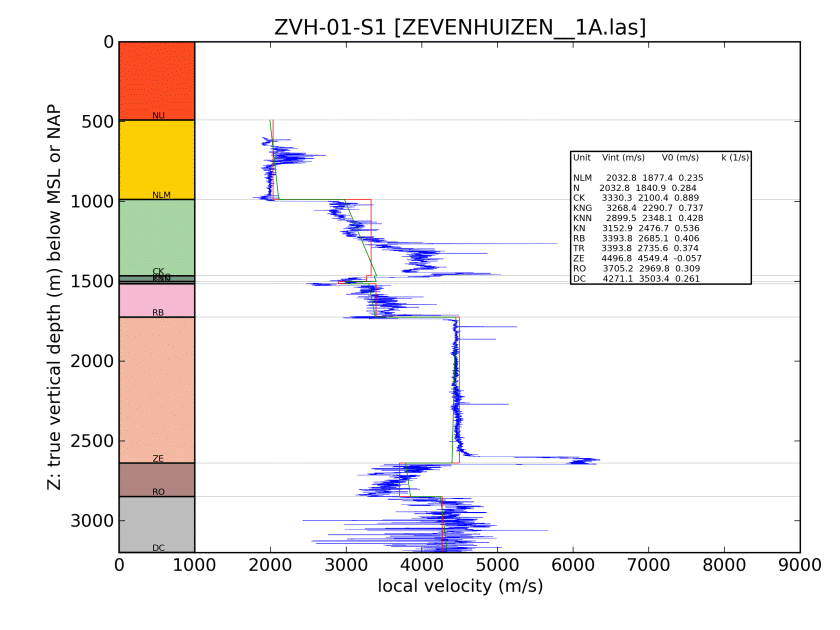 ZVH-01-S1 [ZEVENHUIZEN__1A.las]
Z: true vertical depth (m) below MSL or NAP
0
500
1000
1500
2000
2500
3000
NU
NLM
CK
RB
ZE
RO
DC
Unit Vint (m/s) V0 (m/s) k (1/s)
NLM 2032.8 1877.4 0.235
N 2032.8 1840.9 0.284
CK 3330.3 2100.4 0.889
KNG 3268.4 2290.7 0.737
KNN 2899.5 2348.1 0.428
KN 3152.9 2476.7 0.536
RB 3393.8 2685.1 0.406
TR 3393.8 2735.6 0.374
ZE 4496.8 4549.4 -0.057
RO 3705.2 2969.8 0.309
DC 4271.1 3503.4 0.261
0 1000 2000 3000 4000 5000 6000 7000 8000 9000
local velocity (m/s)